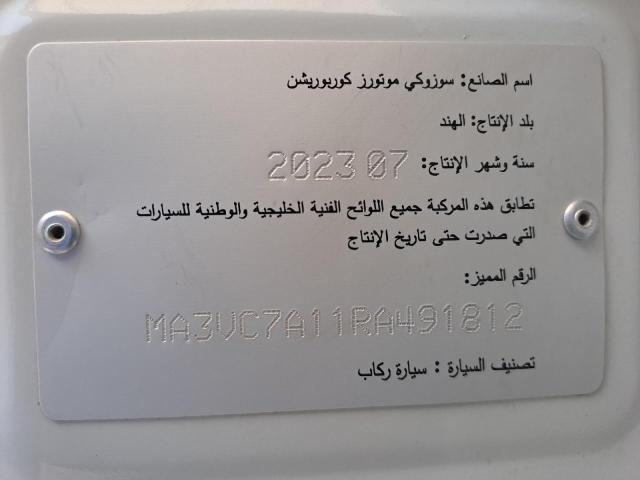 اسم الصانع: سوزوكي موتورز كوربوريشن
بلد الإنتاج: الهند
سنة وشهر الإنتاج: 2023 07
تطابق هذه المركبة جميع اللوائح الفنية الخليجية والوطنية للسيارات
التي صدرت حتى تاريخ الإنتاج
الرقم المميز:
MA3VC7A11RA491812
تصنيف السيارة : سيارة ركاب